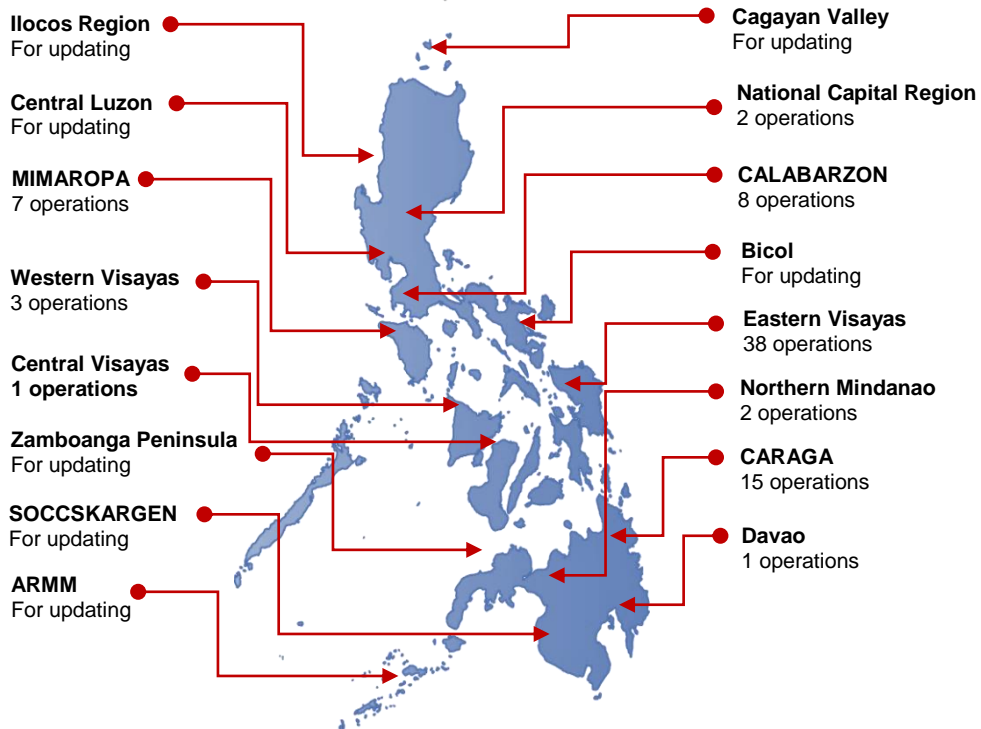 Ilocos Region
For updating
Central Luzon
For updating
MIMAROPA
7 operations
Western Visayas
3 operations
Central Visayas
1 operations
Zamboanga Peninsula
For updating
SOCCSKARGEN
For updating
ARMM
For updating
Cagayan Valley
For updating
National Capital Region
2 operations
CALABARZON
8 operations
Bicol
For updating
Eastern Visayas
38 operations
Northern Mindanao
2 operations
CARAGA
15 operations
Davao
1 operations